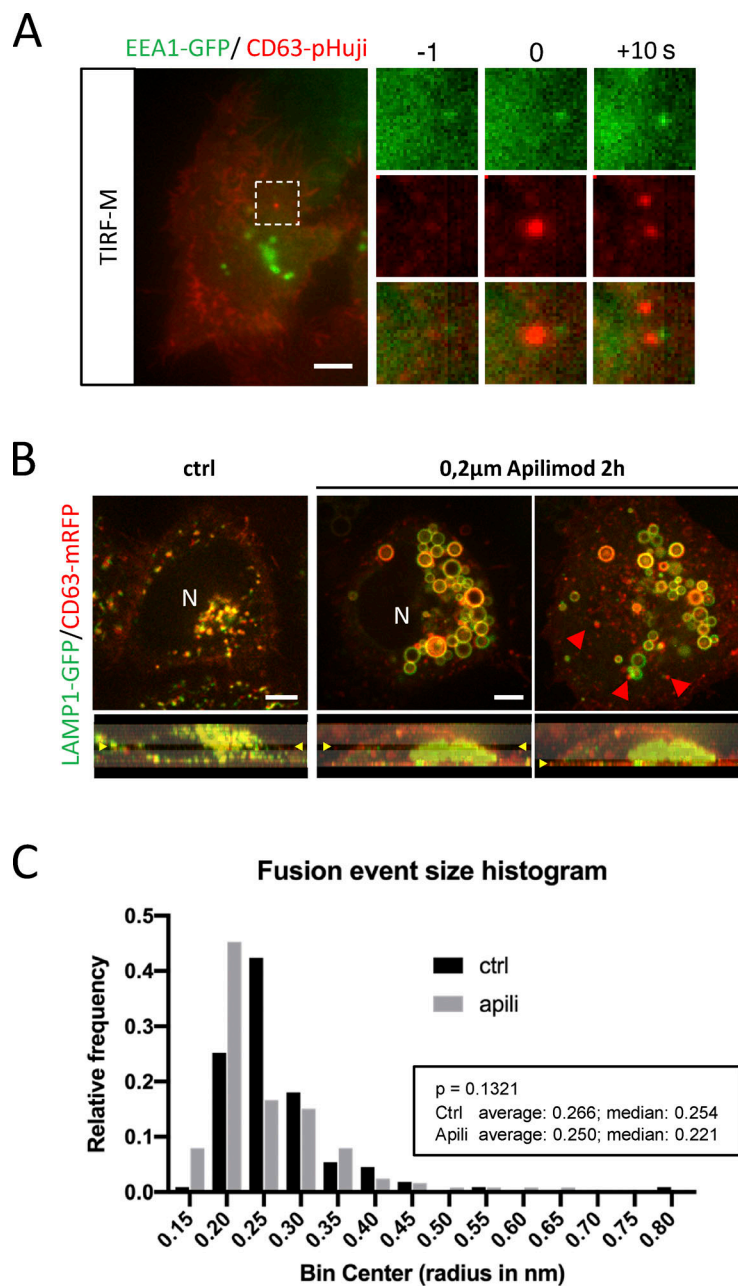 A
EEA1-GFP/ CD63-pHuji
-1
0
+10 s
TIRF-M
B
ctrl
0,2µm Apilimod 2h
LAMP1-GFP/CD63-mRFP
N
N
C
Fusion event size histogram
Relative frequency
0.5
0.4
0.3
0.2
0.1
0.0
ctrl
apili
p = 0.1321
Ctrl average: 0.266; median: 0.254
Apili average: 0.250; median: 0.221
0.15 0.20 0.25 0.30 0.35 0.40 0.45 0.50 0.55 0.60 0.65 0.70 0.75 0.80
Bin Center (radius in nm)